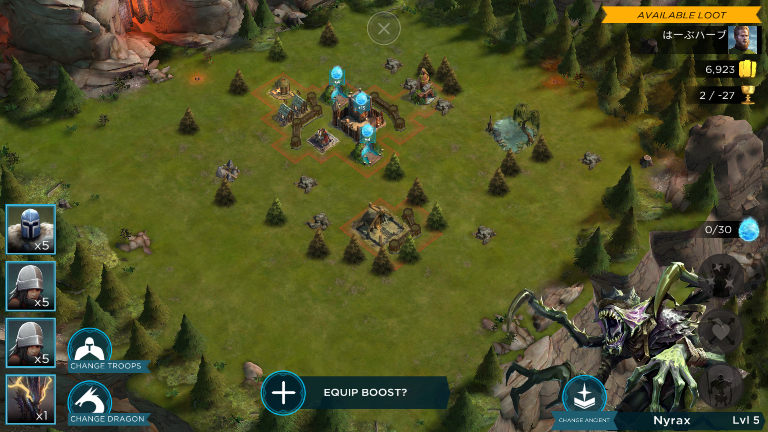 AVAILABLE LOOT
はーぶハーブ
6,923
2 / -27
0/30
x5
x5
x5
x1
CHANGE TROOPS
CHANGE DRAGON
EQUIP BOOST?
CHANGE ANCIENT
Nyrax
Lvl 5